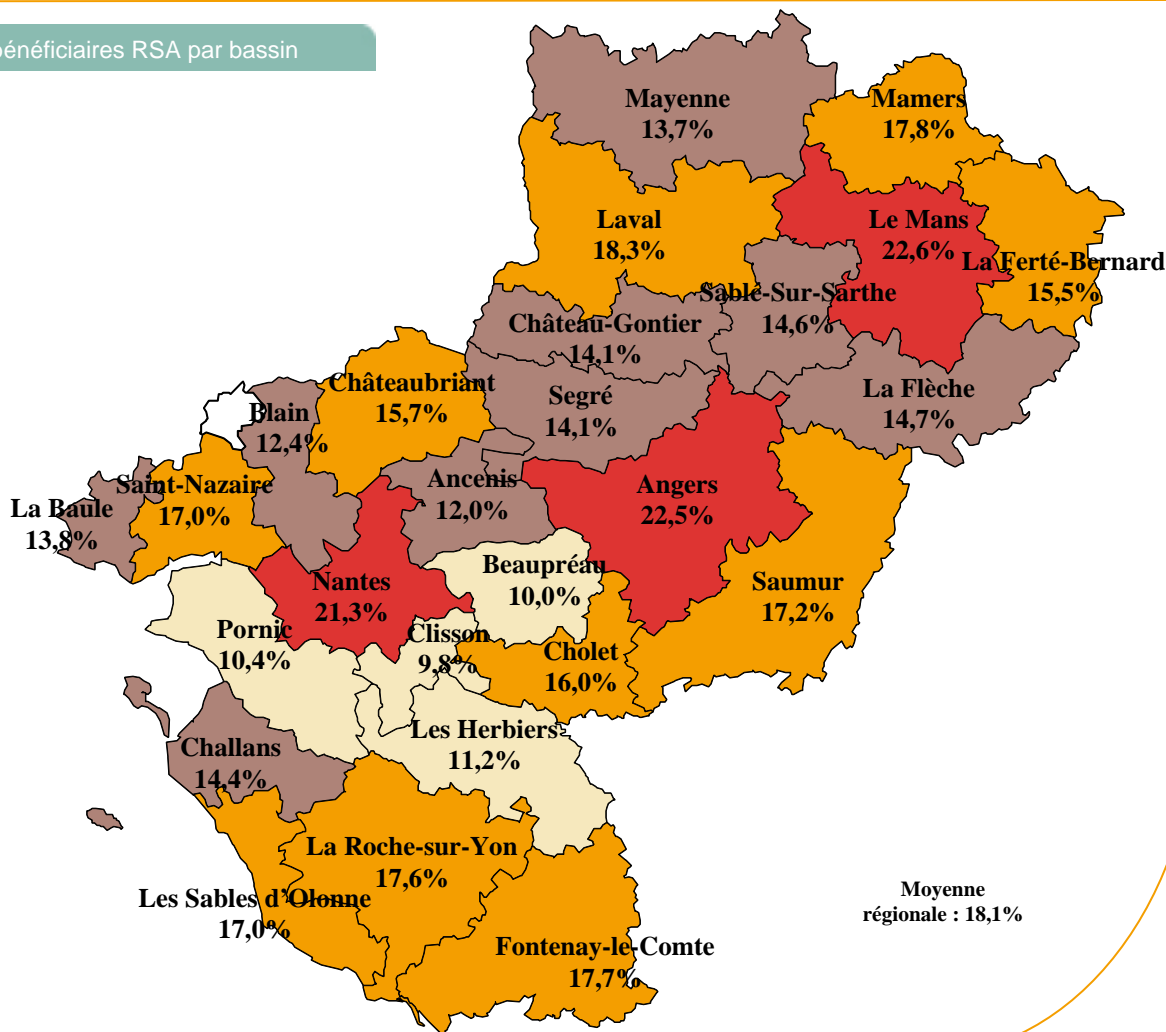 bénéficiaires RSA par bassin
Mayenne
13,7%
Mamers
17,8%
Laval
18,3%
Le Mans
22,6%
La Ferté-Bernard
15,5%
Sablé-Sur-Sarthe
14,6%
Château-Gontier
14,1%
Châteaubriant
15,7%
Segré
14,1%
La Flèche
14,7%
Blain
12,4%
Saint-Nazaire
17,0%
La Baule
13,8%
Ancenis
12,0%
Angers
22,5%
Nantes
21,3%
Beaupréau
10,0%
Saumur
17,2%
Pornic
10,4%
Clisson
9,8%
Cholet
16,0%
Challans
14,4%
Les Herbiers
11,2%
La Roche-sur-Yon
17,6%
Les Sables d’Olonne
17,0%
Fontenay-le-Comte
17,7%
Moyenne
régionale : 18,1%